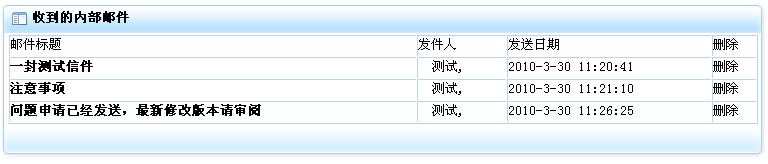 收到的内部邮件
邮件标题 发件人 发送日期 删除
一封测试信件 测试, 2010-3-30 11:20:41 删除
注意事项 测试, 2010-3-30 11:21:10 删除
问题申请已经发送，最新修改版本请审阅 测试, 2010-3-30 11:26:25 删除